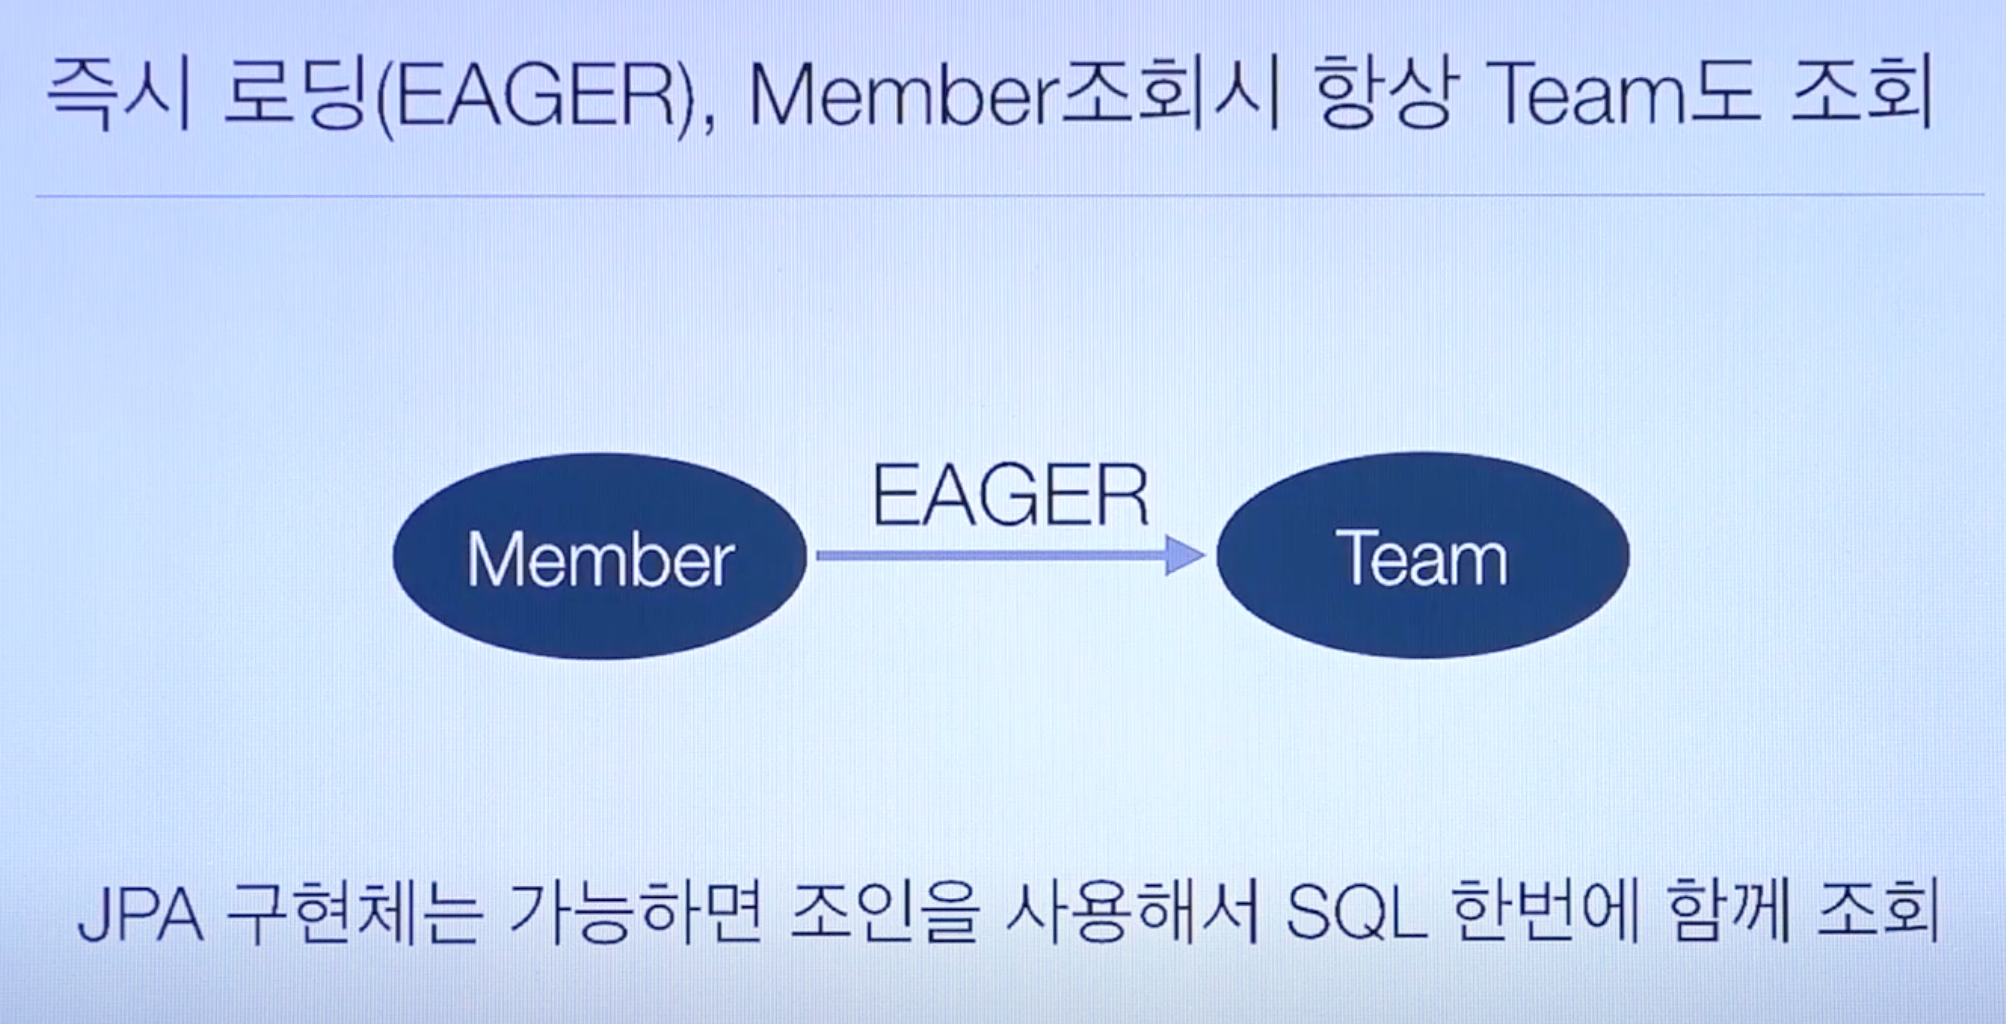 즉시 로딩(EAGER), Member조회시 항상 Team도 조회
EAGER
Member
Team
JPA 구현체는 가능하면 조인을 사용해서 SQL 한번에 함께 조회